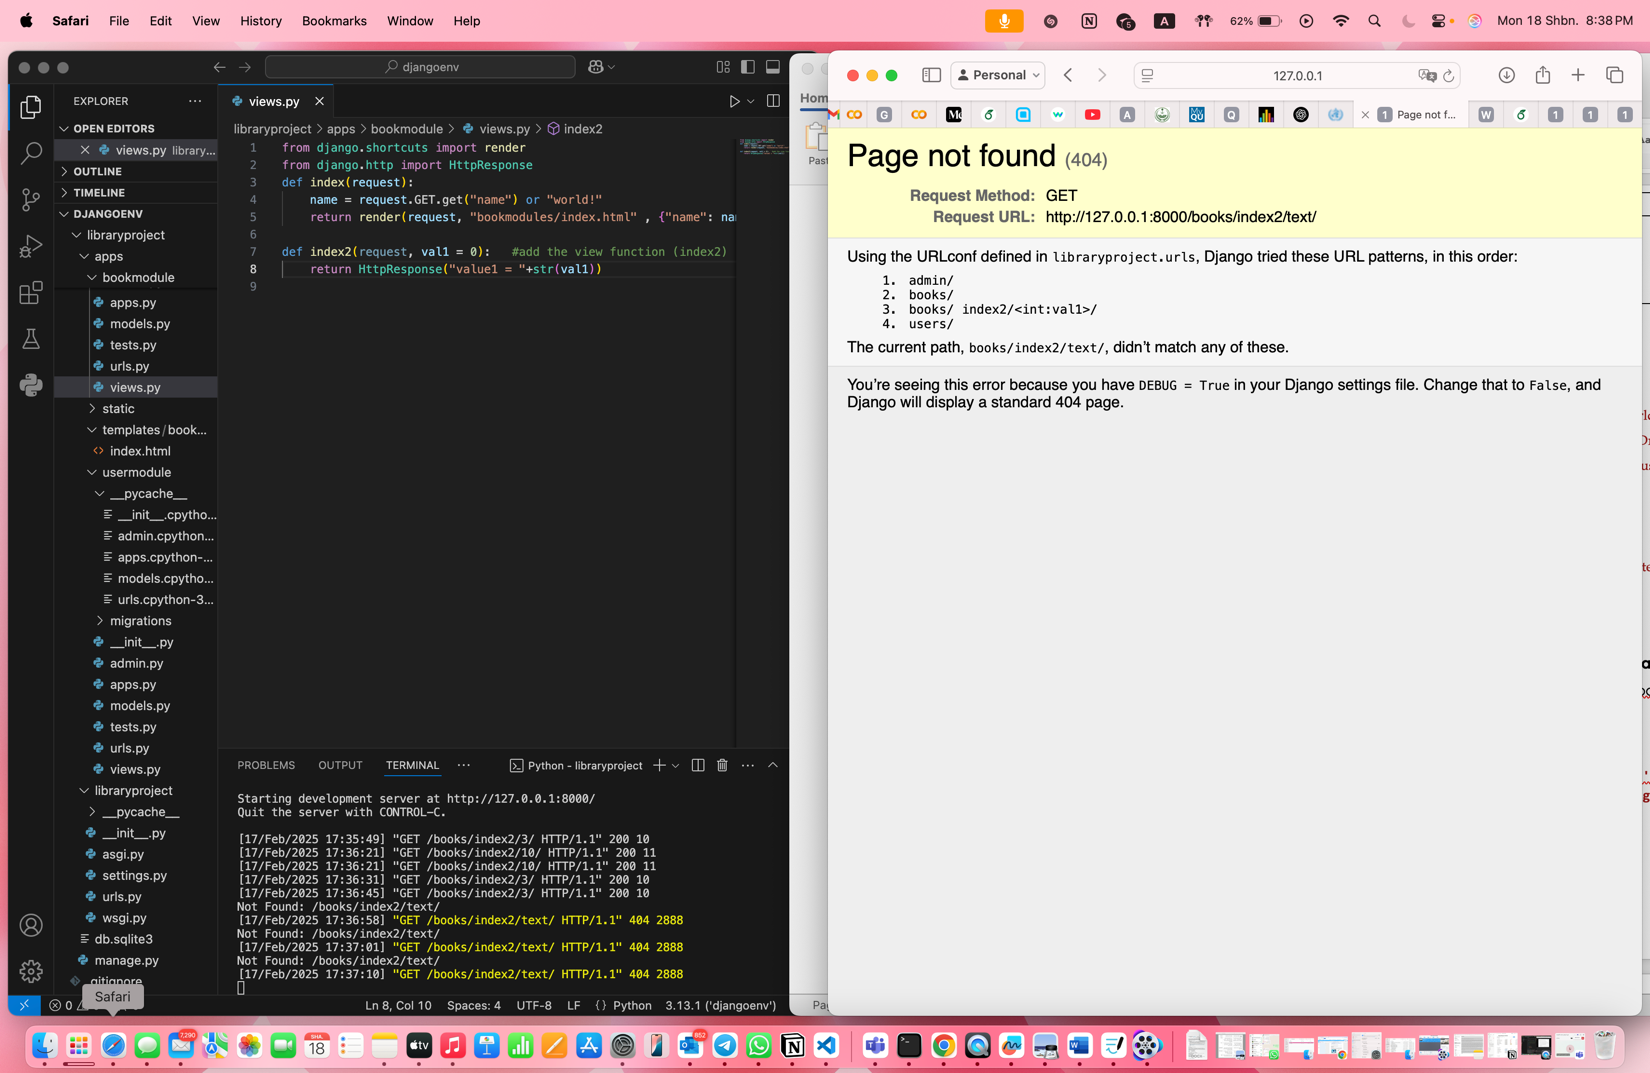 Safari File Edit View History Bookmarks Window Help
62% Mon 18 Shbn. 8:38 PM
djangoenv
EXPLORER
OPEN EDITORS
views.py library...
OUTLINE
TIMELINE
DJANGOENV
libraryproject
apps
bookmodule
apps.py
models.py
tests.py
urls.py
views.py
static
templates/book...
index.html
usermodule
__pycache__
__init__.cpytho...
admin.cpython...
apps.cpython-...
models.cpytho...
urls.cpython-3...
migrations
__init__.py
admin.py
apps.py
models.py
tests.py
urls.py
views.py
libraryproject
__pycache__
__init__.py
asgi.py
settings.py
urls.py
wsgi.py
db.sqlite3
manage.py
.gitignore
Safari
views.py
libraryproject > apps > bookmodule > views.py > index2
1 from django.shortcuts import render
2 from django.http import HttpResponse
3 def index(request):
4 name = request.GET.get("name") or "world!"
5 return render(request, "bookmodules/index.html" , {"name": nam
6
7 def index2(request, val1 = 0): #add the view function (index2)
8 return HttpResponse("value1 = "+str(val1))
9
PROBLEMS OUTPUT TERMINAL Python - libraryproject
Starting development server at http://127.0.0.1:8000/
Quit the server with CONTROL-C.
[17/Feb/2025 17:35:49] "GET /books/index2/3/ HTTP/1.1" 200 10
[17/Feb/2025 17:36:21] "GET /books/index2/10/ HTTP/1.1" 200 11
[17/Feb/2025 17:36:21] "GET /books/index2/10/ HTTP/1.1" 200 11
[17/Feb/2025 17:36:31] "GET /books/index2/3/ HTTP/1.1" 200 10
[17/Feb/2025 17:36:45] "GET /books/index2/3/ HTTP/1.1" 200 10
Not Found: /books/index2/text/
[17/Feb/2025 17:36:58] "GET /books/index2/text/ HTTP/1.1" 404 2888
Not Found: /books/index2/text/
[17/Feb/2025 17:37:01] "GET /books/index2/text/ HTTP/1.1" 404 2888
Not Found: /books/index2/text/
[17/Feb/2025 17:37:10] "GET /books/index2/text/ HTTP/1.1" 404 2888
0 Ln 8, Col 10 Spaces: 4 UTF-8 LF {} Python 3.13.1 ('djangoenv')
Hom
Past
Personal
127.0.0.1
Page not f...
Page not found (404)
Request Method: GET
Request URL: http://127.0.0.1:8000/books/index2/text/
Using the URLconf defined in libraryproject.urls, Django tried these URL patterns, in this order:
1. admin/
2. books/
3. books/ index2/<int:val1>/
4. users/
The current path, books/index2/text/, didn't match any of these.
You're seeing this error because you have DEBUG = True in your Django settings file. Change that to False, and
Django will display a standard 404 page.